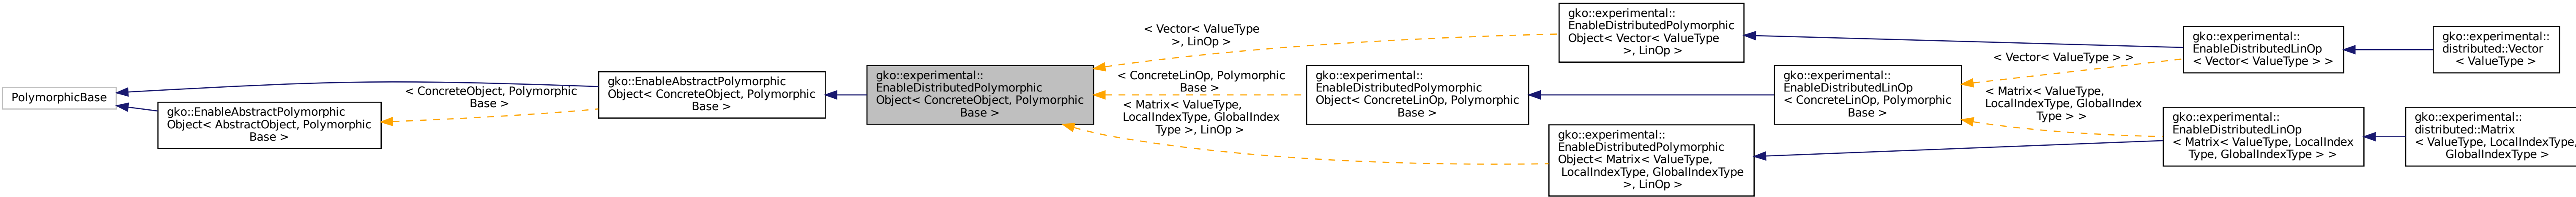 PolymorphicBase
gko::EnableAbstractPolymorphic
Object< AbstractObject, Polymorphic
Base >
< ConcreteObject, Polymorphic
Base >
gko::EnableAbstractPolymorphic
Object< ConcreteObject, Polymorphic
Base >
gko::experimental::
EnableDistributedPolymorphic
Object< ConcreteObject, Polymorphic
Base >
< Vector< ValueType
>, LinOp >
< ConcreteLinOp, Polymorphic
Base >
< Matrix< ValueType,
LocalIndexType, GlobalIndex
Type >, LinOp >
gko::experimental::
EnableDistributedPolymorphic
Object< Vector< ValueType
>, LinOp >
gko::experimental::
EnableDistributedPolymorphic
Object< ConcreteLinOp, Polymorphic
Base >
gko::experimental::
EnableDistributedPolymorphic
Object< Matrix< ValueType,
LocalIndexType, GlobalIndexType
>, LinOp >
gko::experimental::
EnableDistributedLinOp
< ConcreteLinOp, Polymorphic
Base >
< Vector< ValueType > >
< Matrix< ValueType,
LocalIndexType, GlobalIndex
Type > >
gko::experimental::
EnableDistributedLinOp
< Vector< ValueType > >
gko::experimental::
EnableDistributedLinOp
< Matrix< ValueType, LocalIndex
Type, GlobalIndexType > >
gko::experimental::
distributed::Vector
< ValueType >
gko::experimental::
distributed::Matrix
< ValueType, LocalIndexType,
GlobalIndexType >